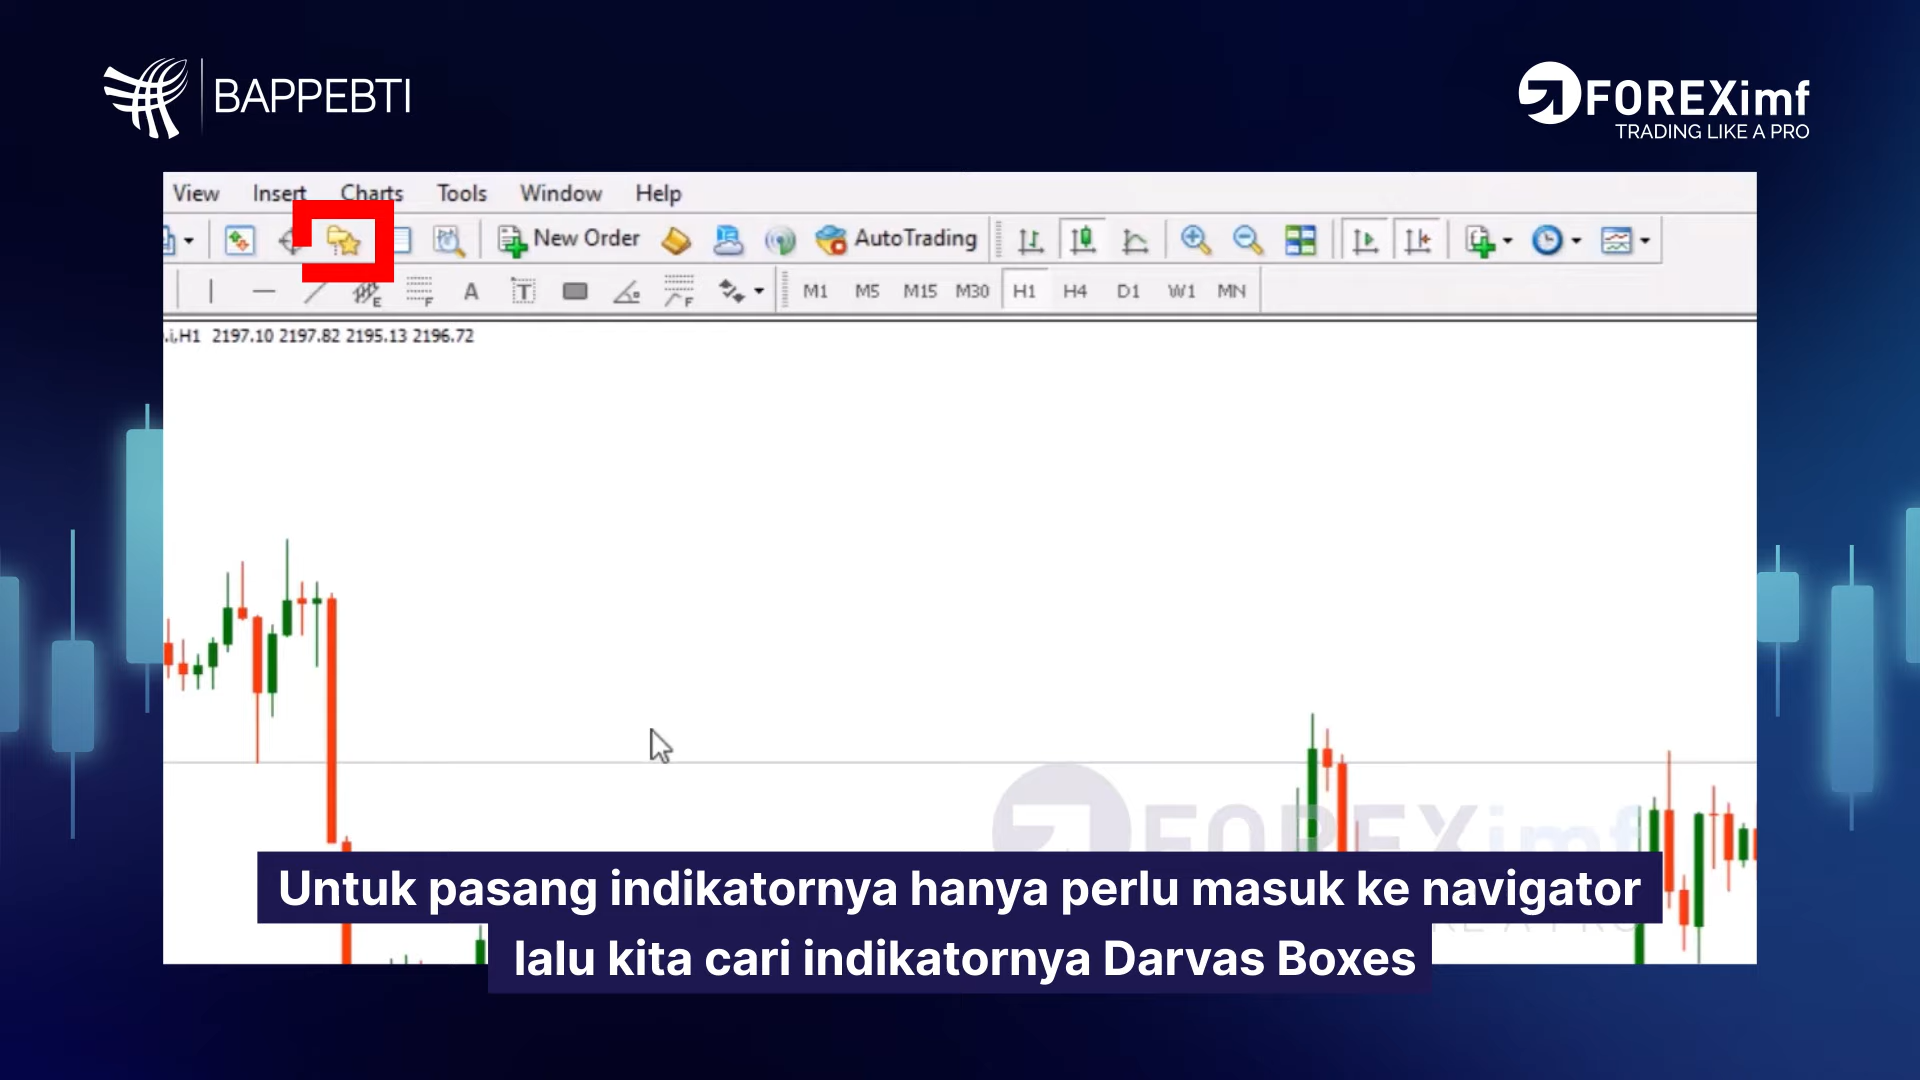 BAPPEBTI
FOREXimf
TRADING LIKE A PRO
View Insert Charts Tools Window Help
New Order AutoTrading
E F A T F M1 M5 M15 M30 H1 H4 D1 W1 MN
.i,H1 2197.10 2197.82 2195.13 2196.72
FOREXimf
Untuk pasang indikatornya hanya perlu masuk ke navigator
lalu kita cari indikatornya Darvas Boxes